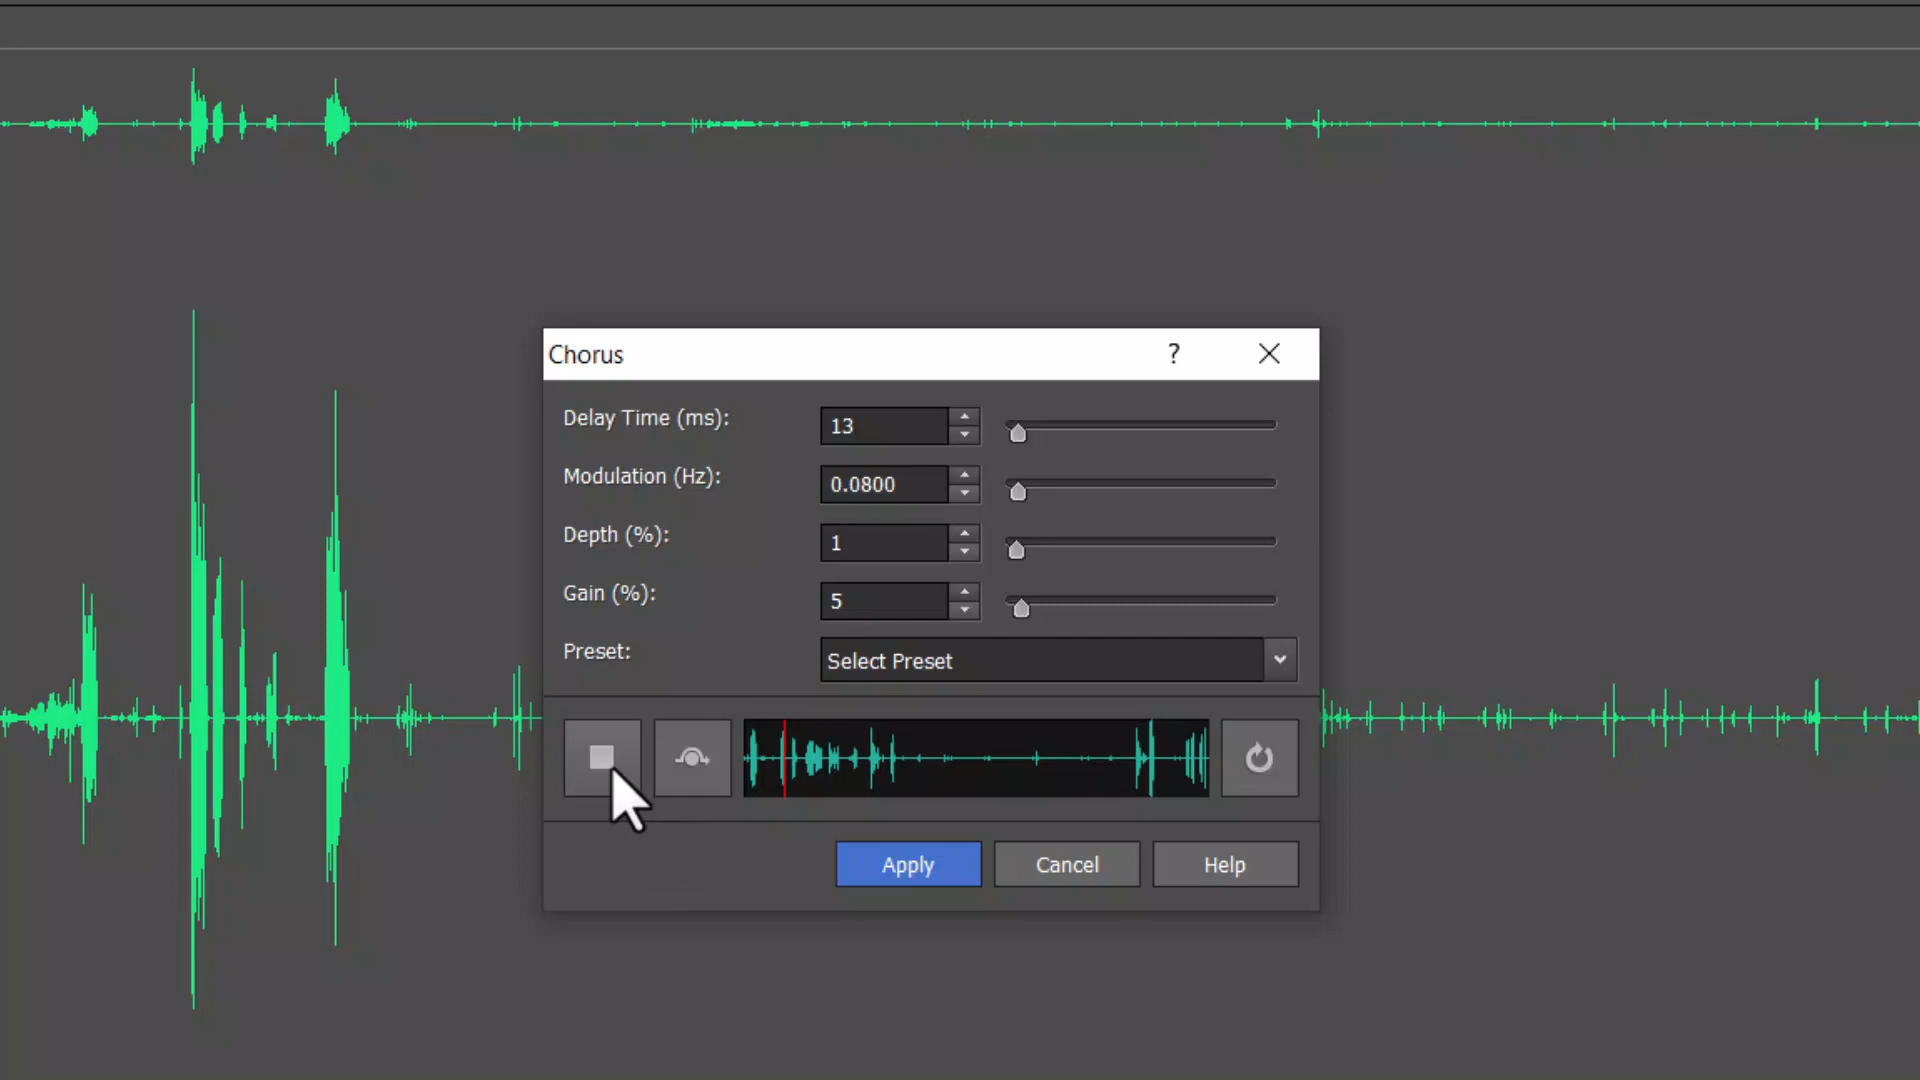 Chorus ?
Delay Time (ms): 13
Modulation (Hz): 0.0800
Depth (%): 1
Gain (%): 5
Preset: Select Preset
Apply Cancel Help